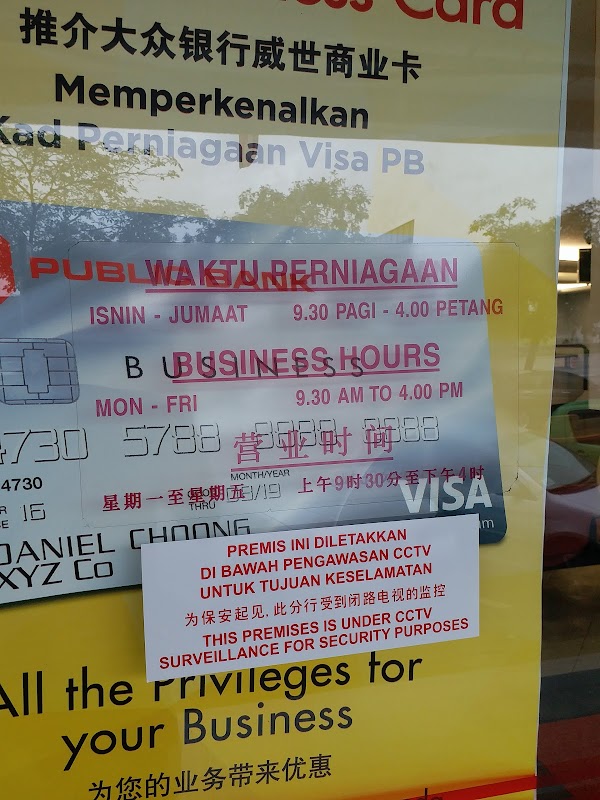 ess Card
推介大众银行威世商业卡
Memperkenalkan
Kad Perniagaan Visa PB
PUBLIC BANK
WAKTU PERNIAGAAN
ISNIN - JUMAAT 9.30 PAGI - 4.00 PETANG
BUSINESS
BUSINESS HOURS
MON - FRI 9.30 AM TO 4.00 PM
4730 5788 8888 8888
营业时间
4730
MONTH/YEAR
星期一至星期五 上午9时30分至下午4时
THRU 08/19
16
VISA
DANIEL CHOONG
XYZ Co
PREMIS INI DILETAKKAN
DI BAWAH PENGAWASAN CCTV
UNTUK TUJUAN KESELAMATAN
为保安起见, 此分行受到闭路电视的监控
THIS PREMISES IS UNDER CCTV
SURVEILLANCE FOR SECURITY PURPOSES
All the Privileges for
your Business
为您的业务带来优惠